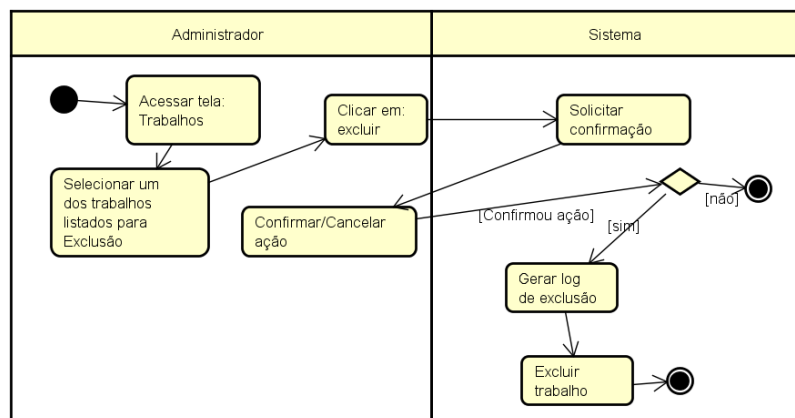 Administrador
Sistema
Acessar tela:
Trabalhos
Clicar em:
excluir
Solicitar
confirmação
Selecionar um
dos trabalhos
listados para
Exclusão
Confirmar/Cancelar
ação
[Confirmou ação]
[não]
[sim]
Gerar log
de exclusão
Excluir
trabalho